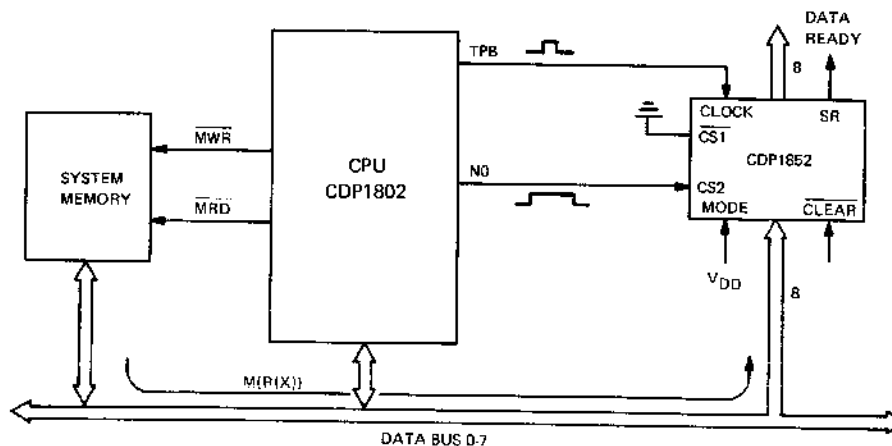 DATA
READY
TPB
8
CLOCK
SR
CS1
MWR
CPU
CDP1802
CDP1852
SYSTEM
MEMORY
N0
CS2
MRD
MODE
CLEAR
VDD
8
M(R(X))
DATA BUS 0-7